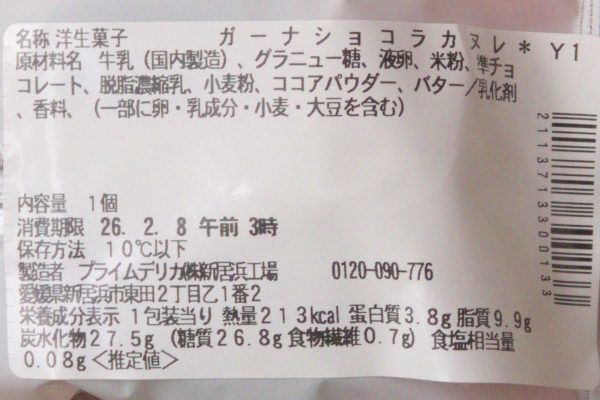 名称 洋生菓子　ガーナショコラカヌレ＊ Y1
原材料名 牛乳（国内製造）、グラニュー糖、液卵、米粉、準チョ
コレート、脱脂濃縮乳、小麦粉、ココアパウダー、バター／乳化剤
、香料、（一部に卵・乳成分・小麦・大豆を含む）
内容量 1個
消費期限 26.2.8 午前 3時
保存方法 10℃以下
製造者 プライムデリカ㈱新居浜工場　0120-090-776
愛媛県新居浜市東田2丁目乙1番2
栄養成分表示 1包装当り 熱量213kcal 蛋白質3.8g 脂質9.9g
炭水化物27.5g（糖質26.8g 食物繊維0.7g）食塩相当量
0.08g＜推定値＞
2113713300133